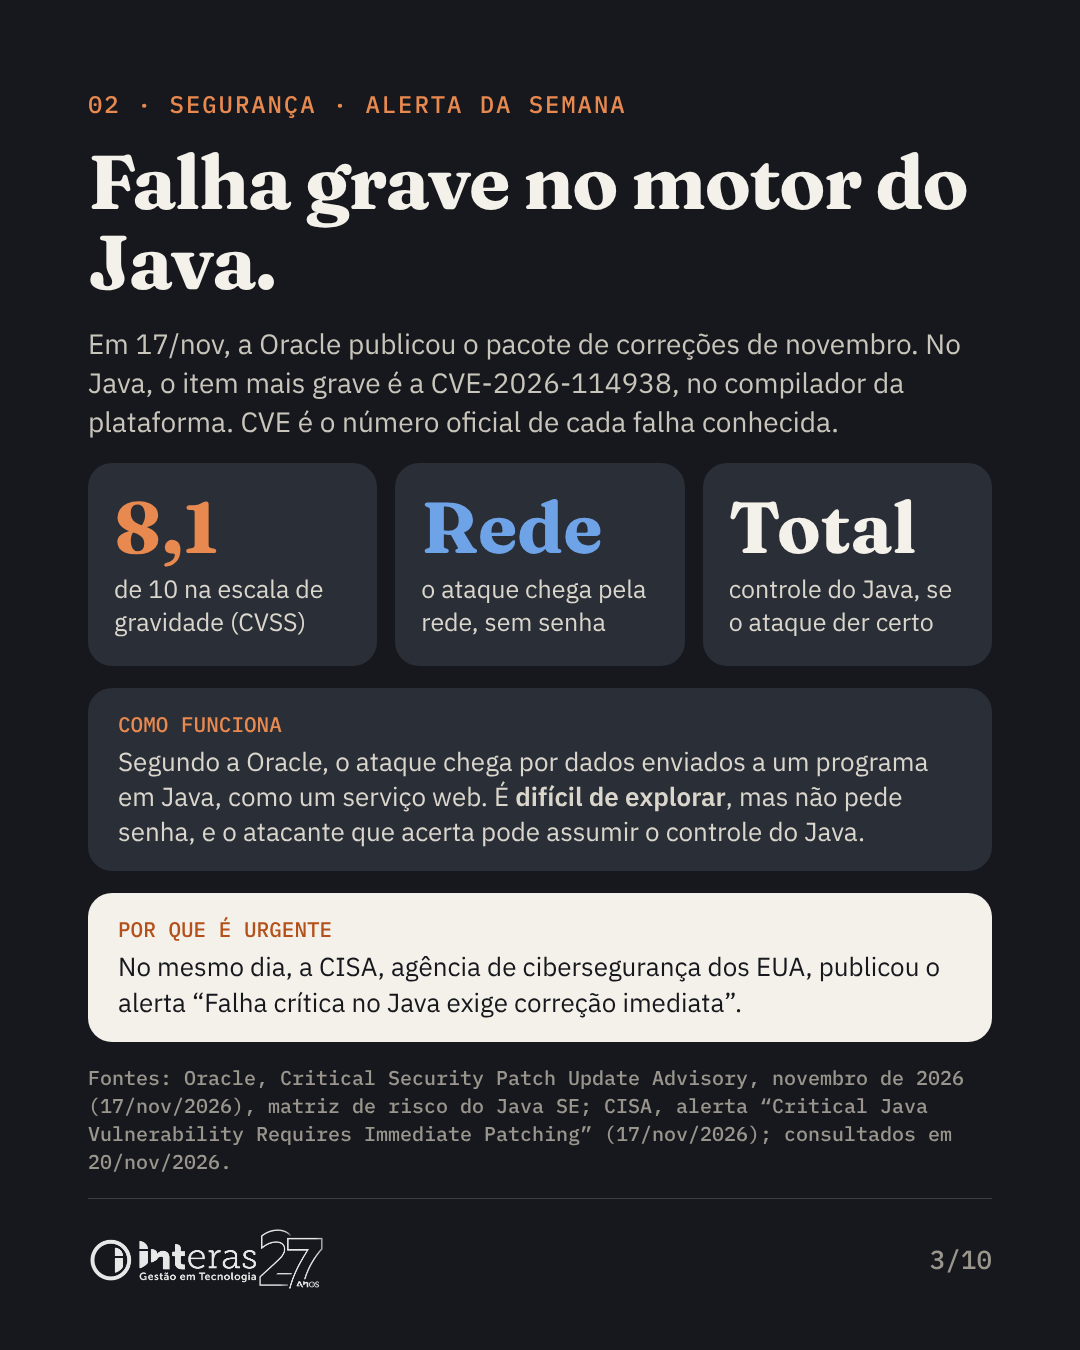 02 · SEGURANÇA · ALERTA DA SEMANA
Falha grave no motor do
Java.
Em 17/nov, a Oracle publicou o pacote de correções de novembro. No
Java, o item mais grave é a CVE-2026-114938, no compilador da
plataforma. CVE é o número oficial de cada falha conhecida.
8,1
de 10 na escala de
gravidade (CVSS)
Rede
o ataque chega pela
rede, sem senha
Total
controle do Java, se
o ataque der certo
COMO FUNCIONA
Segundo a Oracle, o ataque chega por dados enviados a um programa
em Java, como um serviço web. É difícil de explorar, mas não pede
senha, e o atacante que acerta pode assumir o controle do Java.
POR QUE É URGENTE
No mesmo dia, a CISA, agência de cibersegurança dos EUA, publicou o
alerta “Falha crítica no Java exige correção imediata”.
Fontes: Oracle, Critical Security Patch Update Advisory, novembro de 2026
(17/nov/2026), matriz de risco do Java SE; CISA, alerta “Critical Java
Vulnerability Requires Immediate Patching” (17/nov/2026); consultados em
20/nov/2026.
interas 27
Gestão em Tecnologia ANOS
3/10